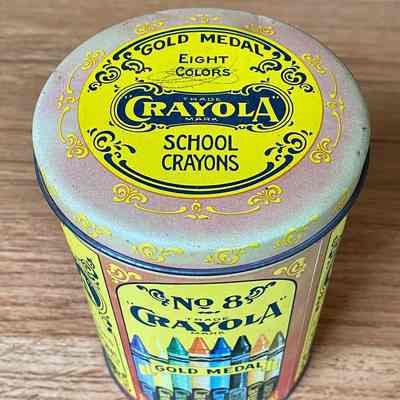 "GOLD MEDAL"
EIGHT
COLORS
TRADE
"CRAYOLA"
MARK
SCHOOL
CRAYONS
No 8
TRADE
"CRAYOLA"
MARK
GOLD MEDAL